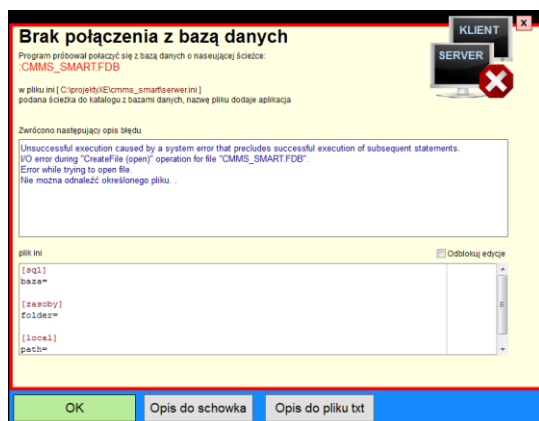 Brak połączenia z bazą danych
KLIENT
x
SERVER
Program próbował połaczyć się z bazą danych o naseującej ścieżce:
:CMMS_SMART.FDB
w pliku ini [ C:\projekty\XE\cmms_smart\serwer.ini ]
podana ścieżka do katalogu z bazami danych, nazwę pliku dodaje aplikacja
Zwrócono następujący opis błędu
Unsuccessful execution caused by a system error that precludes successful execution of subsequent statements.
I/O error during "CreateFile (open)" operation for file "CMMS_SMART.FDB".
Error while trying to open file.
Nie można odnaleźć określonego pliku. .
plik ini
Odblokuj edycje
[sql]
baza=
[zasoby]
folder=
[local]
path=
OK
Opis do schowka
Opis do pliku txt